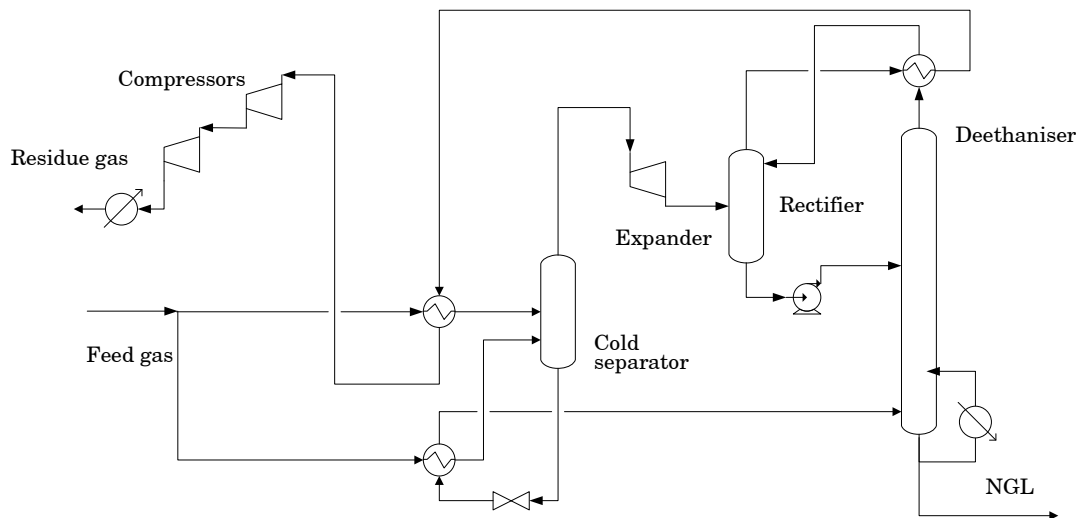 Compressors
Residue gas
Deethaniser
Rectifier
Expander
Feed gas
Cold
separator
NGL